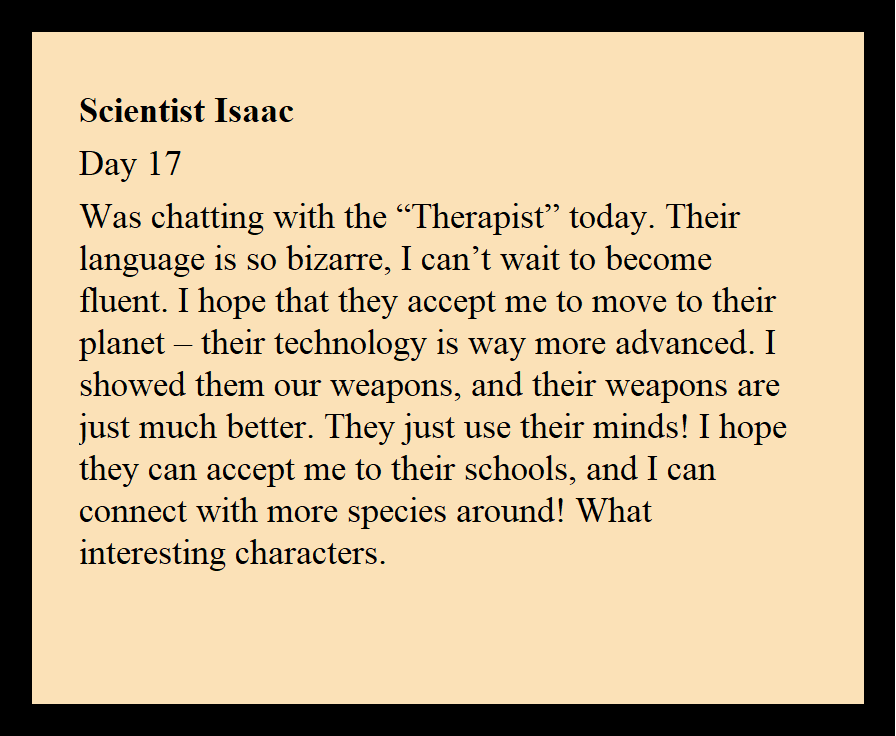 Scientist Isaac
Day 17
Was chatting with the “Therapist” today. Their
language is so bizarre, I can’t wait to become
fluent. I hope that they accept me to move to their
planet – their technology is way more advanced. I
showed them our weapons, and their weapons are
just much better. They just use their minds! I hope
they can accept me to their schools, and I can
connect with more species around! What
interesting characters.